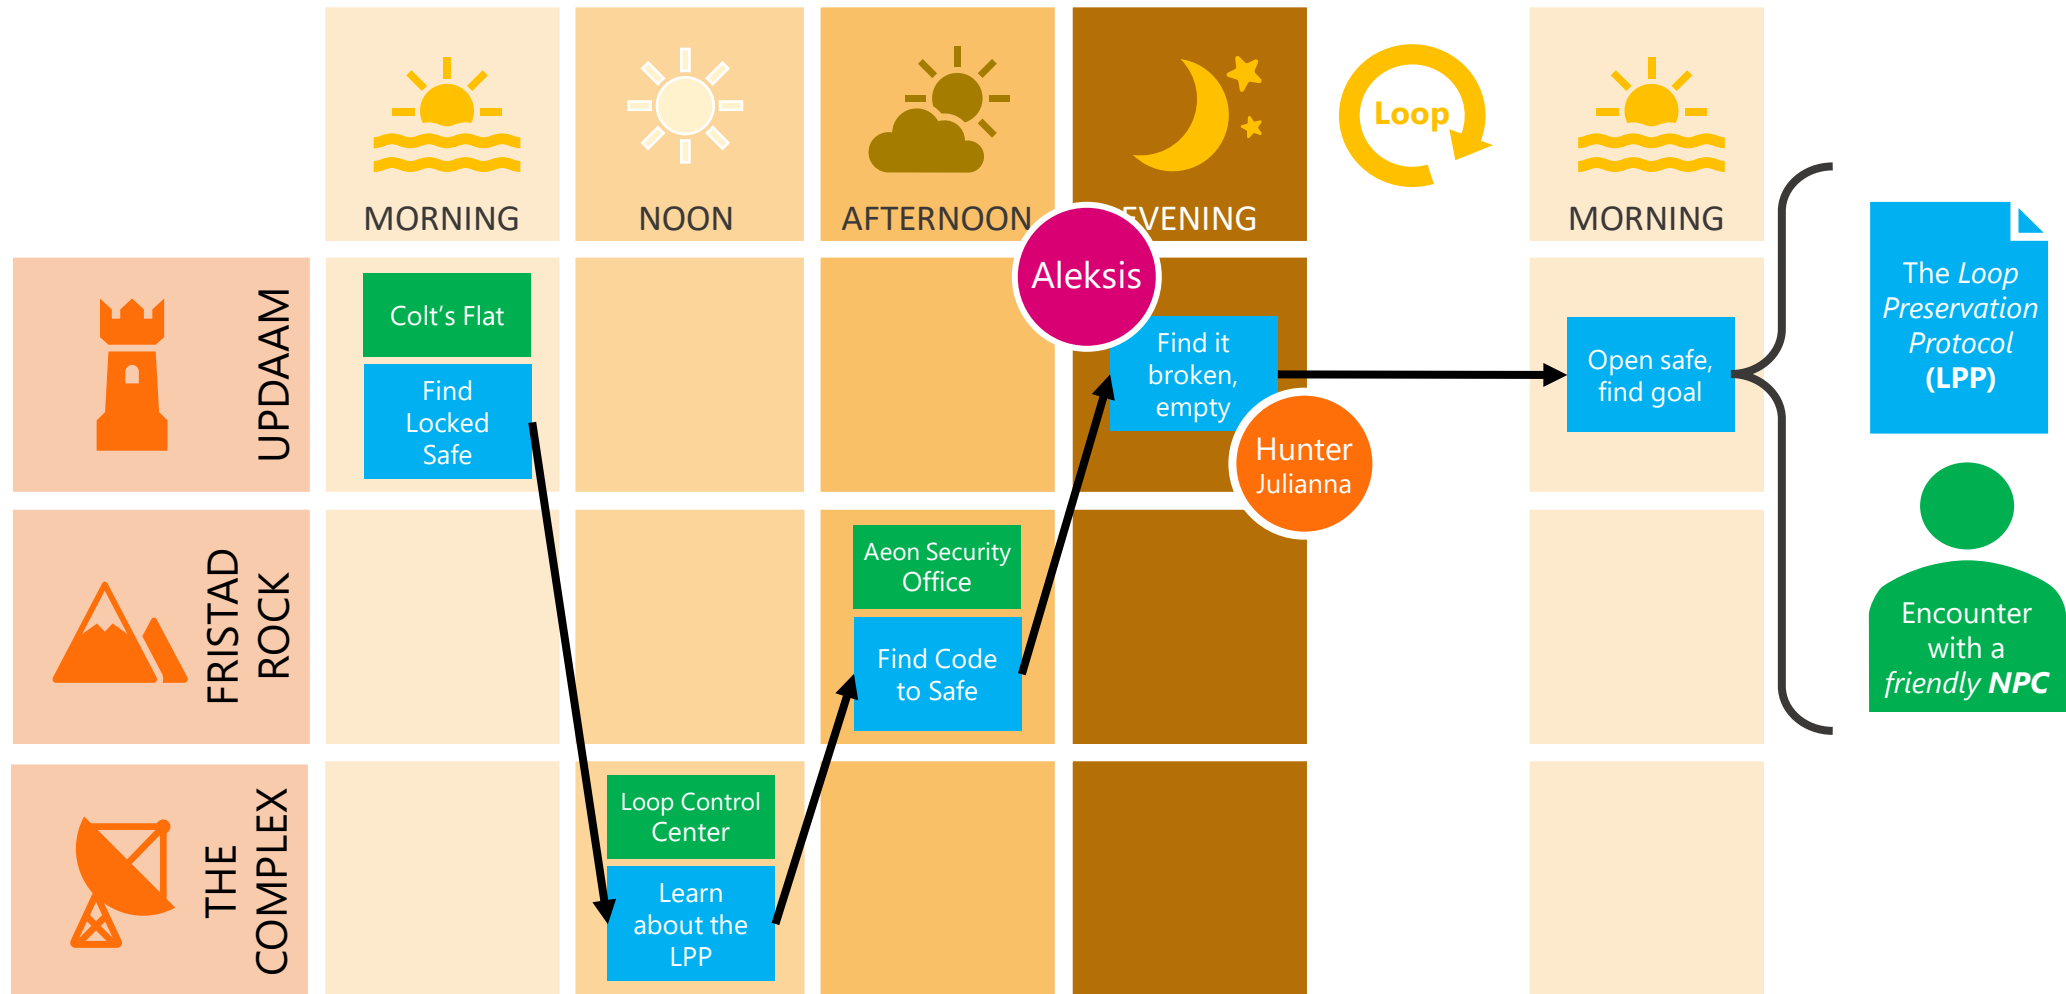 MORNING
NOON
AFTERNOON
EVENING
Loop
MORNING
UPDAAM
Colt's Flat
Find
Locked
Safe
Aleksis
Find it
broken,
empty
Hunter
Julianna
Open safe,
find goal
The Loop
Preservation
Protocol
(LPP)
FRISTAD
ROCK
Aeon Security
Office
Find Code
to Safe
Encounter
with a
friendly NPC
THE
COMPLEX
Loop Control
Center
Learn
about the
LPP